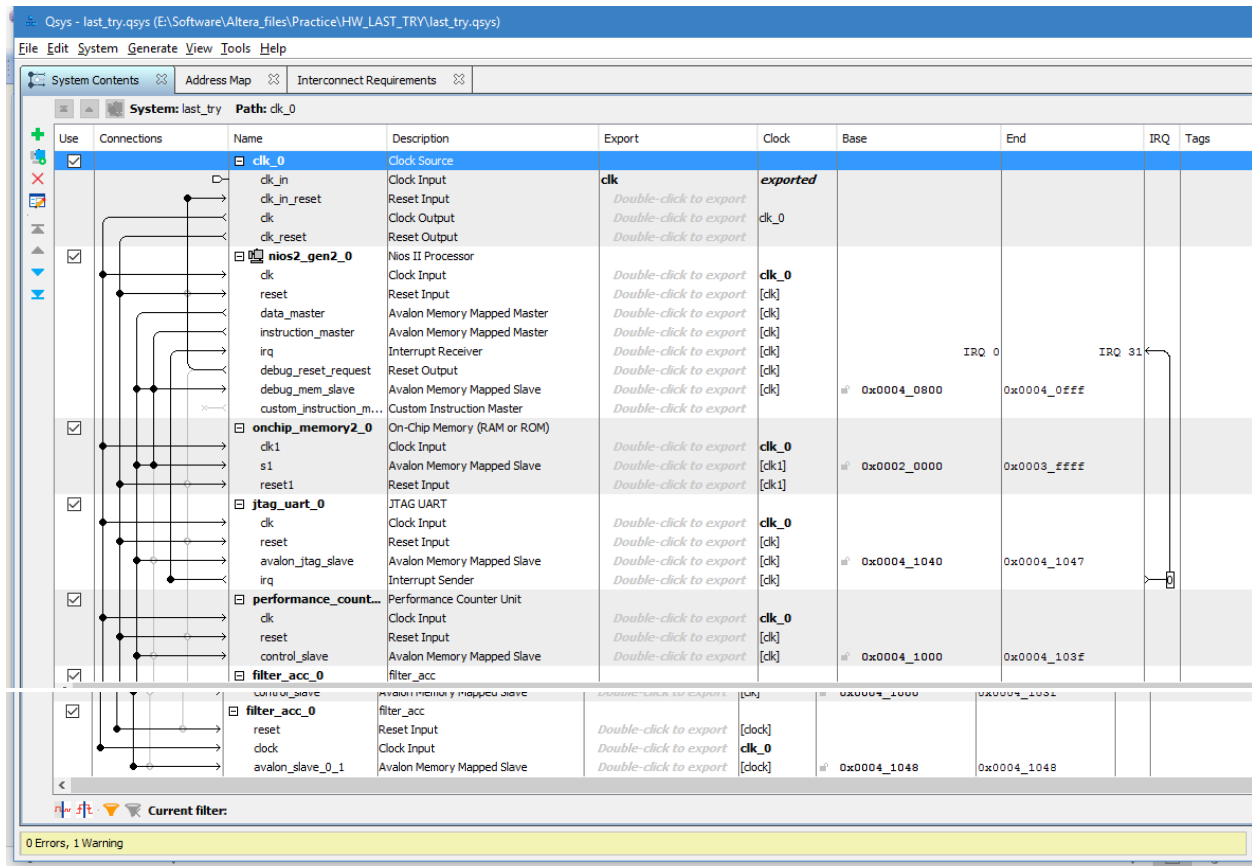 Qsys - last_try.qsys (E:\Software\Altera_files\Practice\HW_LAST_TRY\last_try.qsys)
File Edit System Generate View Tools Help
System Contents Address Map Interconnect Requirements
System: last_try Path: clk_0
Use Connections Name Description Export Clock Base End IRQ Tags
clk_0 Clock Source
clk_in Clock Input clk exported
clk_in_reset Reset Input Double-click to export
clk Clock Output Double-click to export clk_0
clk_reset Reset Output Double-click to export
nios2_gen2_0 Nios II Processor
clk Clock Input Double-click to export clk_0
reset Reset Input Double-click to export [clk]
data_master Avalon Memory Mapped Master Double-click to export [clk]
instruction_master Avalon Memory Mapped Master Double-click to export [clk]
irq Interrupt Receiver Double-click to export [clk] IRQ 0 IRQ 31
debug_reset_request Reset Output Double-click to export [clk]
debug_mem_slave Avalon Memory Mapped Slave Double-click to export [clk] 0x0004_0800 0x0004_0fff
custom_instruction_m... Custom Instruction Master Double-click to export
onchip_memory2_0 On-Chip Memory (RAM or ROM)
clk1 Clock Input Double-click to export clk_0
s1 Avalon Memory Mapped Slave Double-click to export [clk1] 0x0002_0000 0x0003_ffff
reset1 Reset Input Double-click to export [clk1]
jtag_uart_0 JTAG UART
clk Clock Input Double-click to export clk_0
reset Reset Input Double-click to export [clk]
avalon_jtag_slave Avalon Memory Mapped Slave Double-click to export [clk] 0x0004_1040 0x0004_1047
irq Interrupt Sender Double-click to export [clk] 0
performance_count... Performance Counter Unit
clk Clock Input Double-click to export clk_0
reset Reset Input Double-click to export [clk]
control_slave Avalon Memory Mapped Slave Double-click to export [clk] 0x0004_1000 0x0004_103f
filter_acc_0 filter_acc
control_slave Avalon Memory Mapped Slave Double-click to export [clk] 0x0004_1000 0x0004_103f
filter_acc_0 filter_acc
reset Reset Input Double-click to export [clock]
clock Clock Input Double-click to export clk_0
avalon_slave_0_1 Avalon Memory Mapped Slave Double-click to export [clock] 0x0004_1048 0x0004_1048
Current filter:
0 Errors, 1 Warning